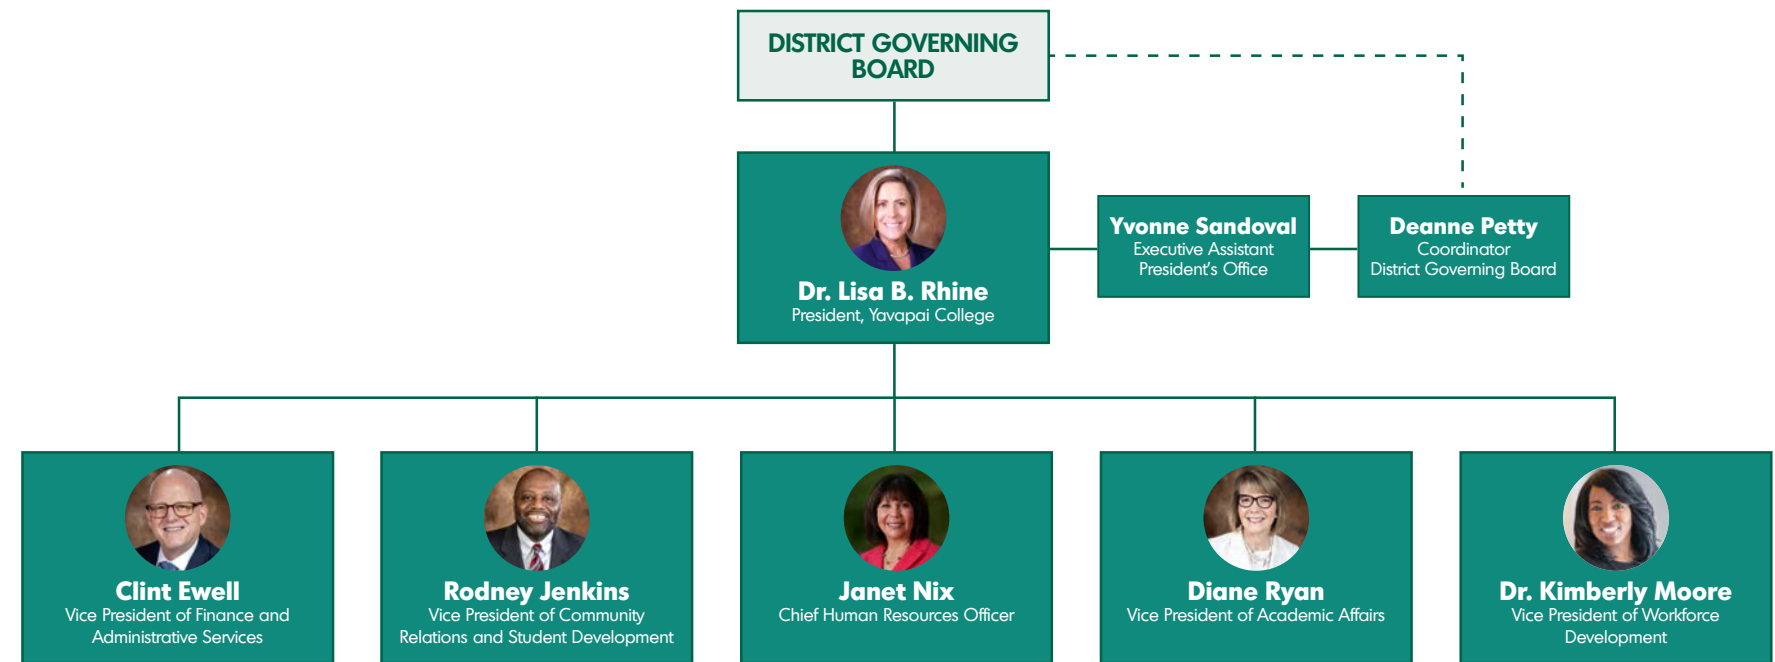 DISTRICT GOVERNING
BOARD
Dr. Lisa B. Rhine
President, Yavapai College
Yvonne Sandoval
Executive Assistant
President's Office
Deanne Petty
Coordinator
District Governing Board
Clint Ewell
Vice President of Finance and
Administrative Services
Rodney Jenkins
Vice President of Community
Relations and Student Development
Janet Nix
Chief Human Resources Officer
Diane Ryan
Vice President of Academic Affairs
Dr. Kimberly Moore
Vice President of Workforce
Development